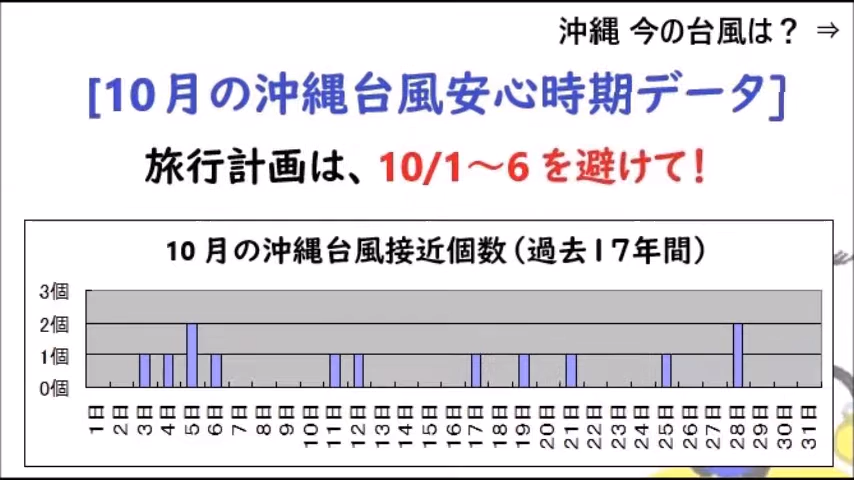 沖縄 今の台風は？ ⇒
[10月の沖縄台風安心時期データ]
旅行計画は、10/1～6を避けて！
10月の沖縄台風接近個数（過去17年間）
3個
2個
1個
0個
1日 2日 3日 4日 5日 6日 7日 8日 9日 10日 11日 12日 13日 14日 15日 16日 17日 18日 19日 20日 21日 22日 23日 24日 25日 26日 27日 28日 29日 30日 31日